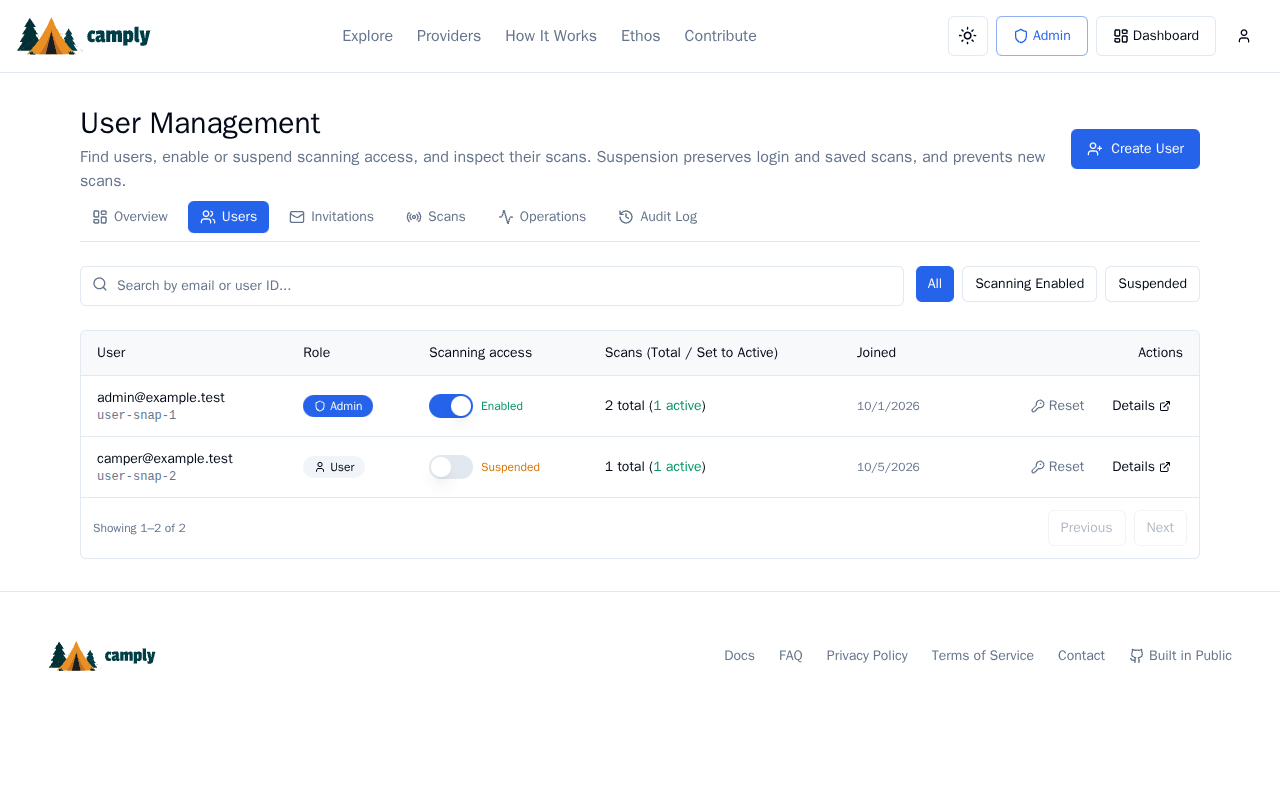 camply
Explore
Providers
How It Works
Ethos
Contribute
Admin
Dashboard
User Management
Find users, enable or suspend scanning access, and inspect their scans. Suspension preserves login and saved scans, and prevents new
scans.
Create User
Overview
Users
Invitations
Scans
Operations
Audit Log
Search by email or user ID...
All
Scanning Enabled
Suspended
User
Role
Scanning access
Scans (Total / Set to Active)
Joined
Actions
admin@example.test
user-snap-1
Admin
Enabled
2 total (1 active)
10/1/2026
Reset
Details
camper@example.test
user-snap-2
User
Suspended
1 total (1 active)
10/5/2026
Reset
Details
Showing 1–2 of 2
Previous
Next
camply
Docs
FAQ
Privacy Policy
Terms of Service
Contact
Built in Public